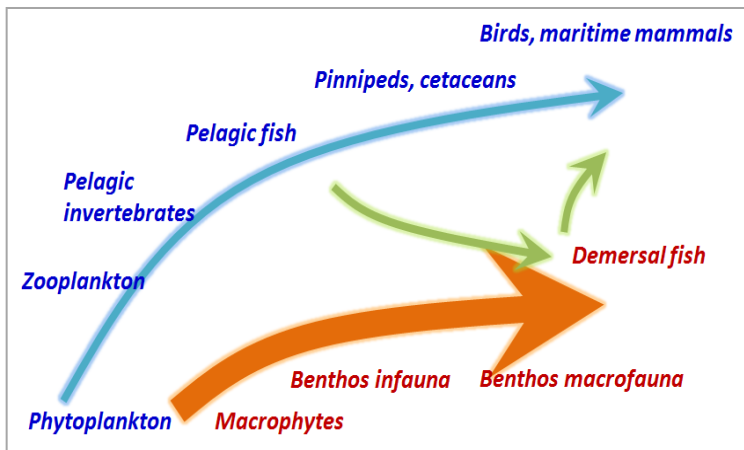 Birds, maritime mammals
Pinnipeds, cetaceans
Pelagic fish
Pelagic
invertebrates
Demersal fish
Zooplankton
Benthos infauna
Benthos macrofauna
Phytoplankton
Macrophytes